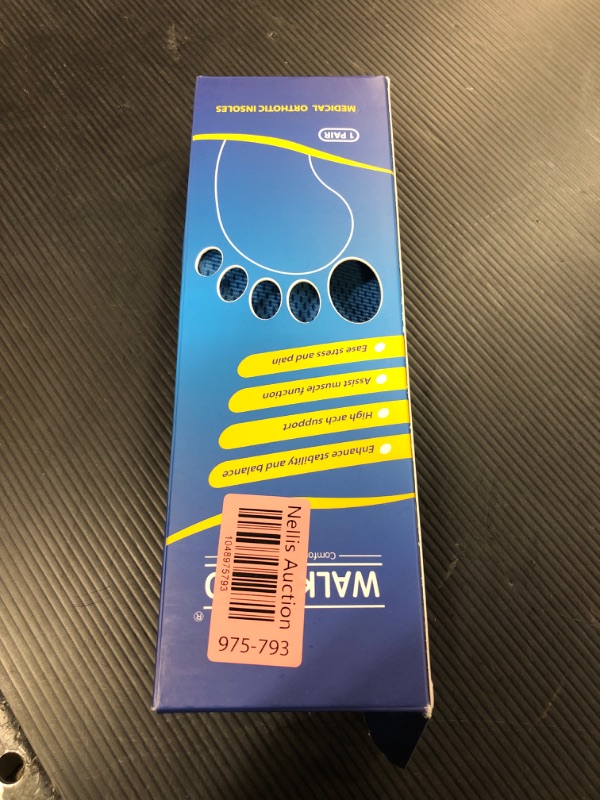 WALK
®
Comfo
Enhance stability and balance
High arch support
Assist muscle function
Ease stress and pain
1 PAIR
MEDICAL ORTHOTIC INSOLES
Nellis Auction
1048975793
975-793